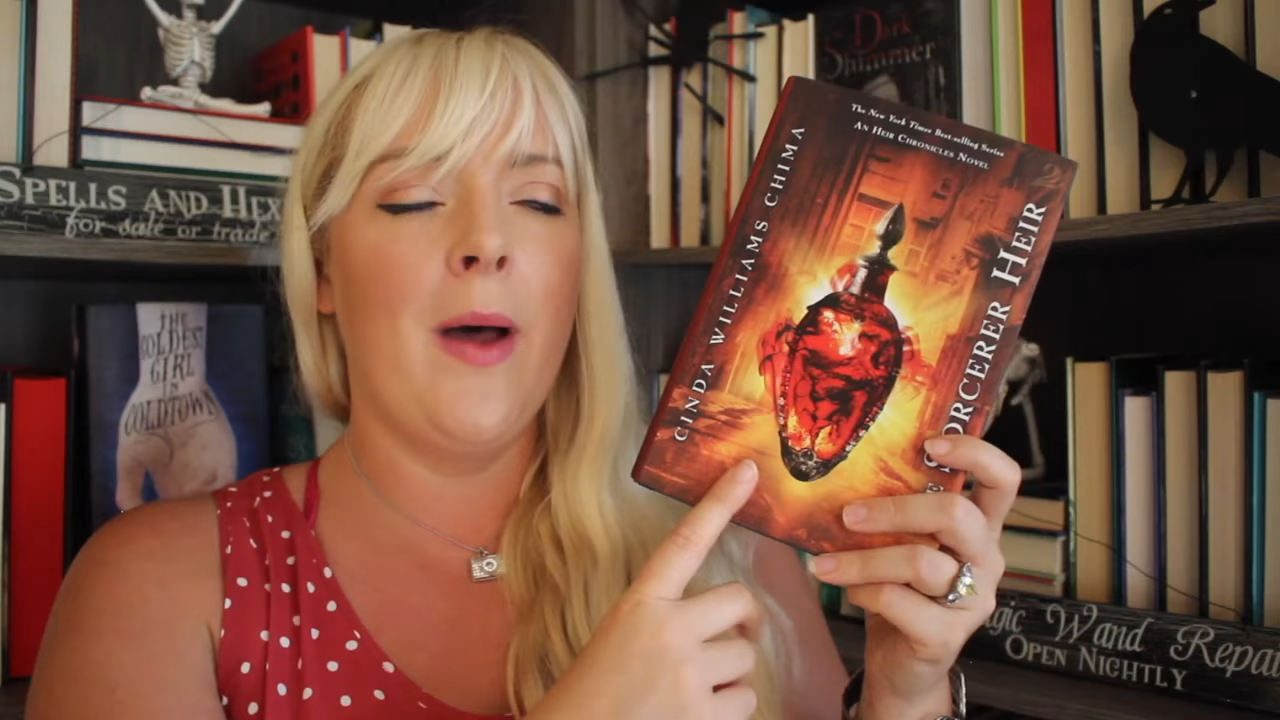 Dark
Shimmer
The New York Times Best-selling Series
AN HEIR CHRONICLES NOVEL
CINDA WILLIAMS CHIMA
E SORCERER HEIR
SPELLS AND HEX
for sale or trade
THE
COLDEST
GIRL
IN
COLDTOWN
agic Wand Repai
OPEN NIGHTLY